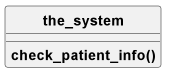 the_system
check_patient_info()